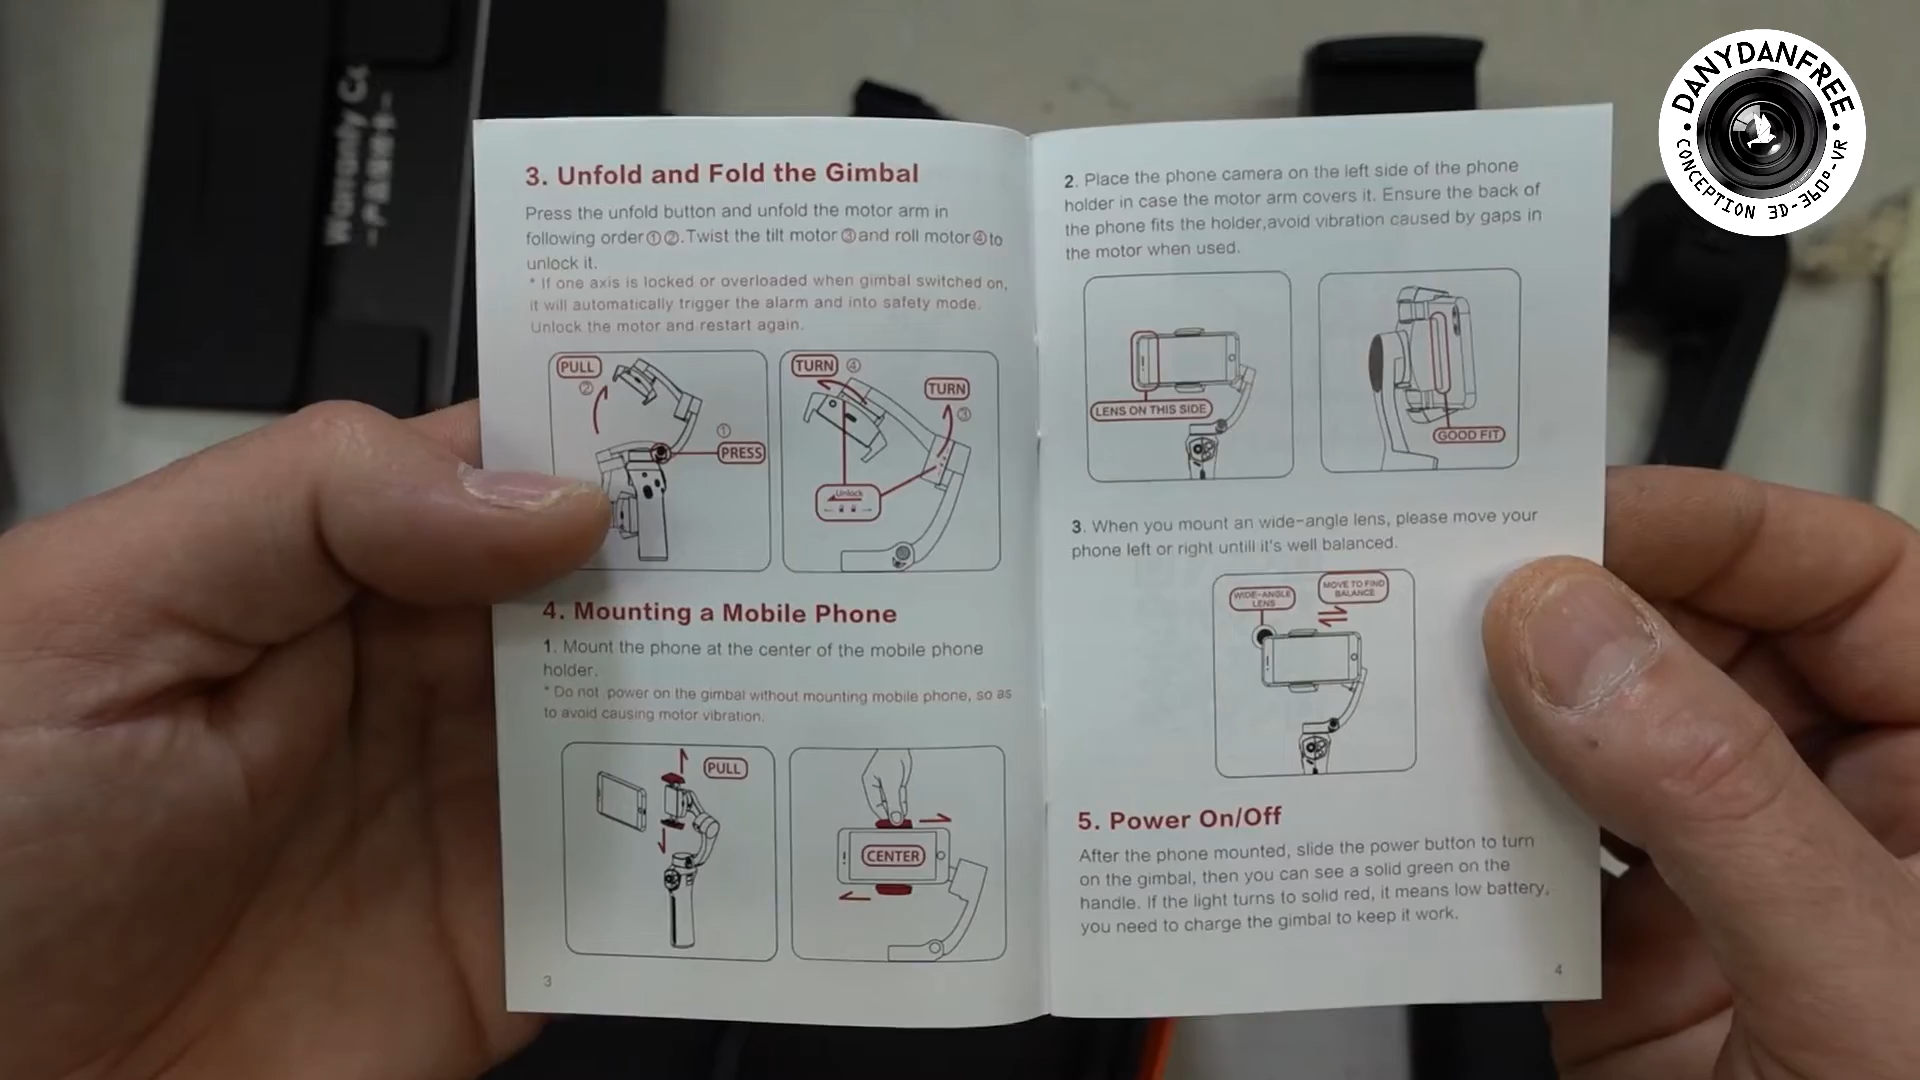 Warranty
3. Unfold and Fold the Gimbal
Press the unfold button and unfold the motor arm in
following order①②.Twist the tilt motor③and roll motor④to
unlock it.
* If one axis is locked or overloaded when gimbal switched on,
it will automatically trigger the alarm and into safety mode.
Unlock the motor and restart again.
PULL
②
①
PRESS
TURN ④
TURN
③
Unlock
4. Mounting a Mobile Phone
1. Mount the phone at the center of the mobile phone
holder.
* Do not power on the gimbal without mounting mobile phone, so as
to avoid causing motor vibration.
PULL
CENTER
3
2. Place the phone camera on the left side of the phone
holder in case the motor arm covers it. Ensure the back of
the phone fits the holder,avoid vibration caused by gaps in
the motor when used.
LENS ON THIS SIDE
GOOD FIT
3. When you mount an wide-angle lens, please move your
phone left or right untill it's well balanced.
WIDE-ANGLE
LENS
MOVE TO FIND
BALANCE
5. Power On/Off
After the phone mounted, slide the power button to turn
on the gimbal, then you can see a solid green on the
handle. If the light turns to solid red, it means low battery,
you need to charge the gimbal to keep it work.
4
DANYDANFREE
CONCEPTION 3D-360°-VR